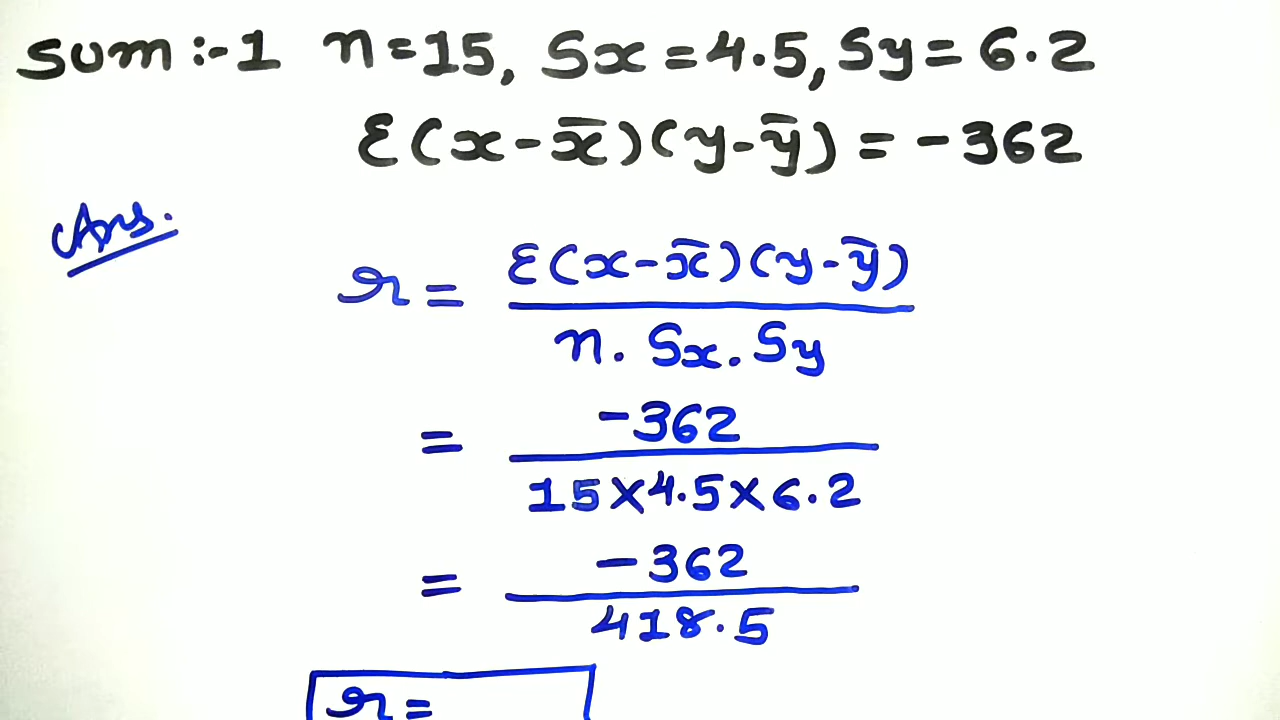 Sum :- 1 n = 15, Sx = 4.5, Sy = 6.2
Σ(x - x̄)(y - ȳ) = -362
Ans.
r = Σ(x - x̄)(y - ȳ) / n . Sx . Sy
= -362 / 15 × 4.5 × 6.2
= -362 / 418.5
r =